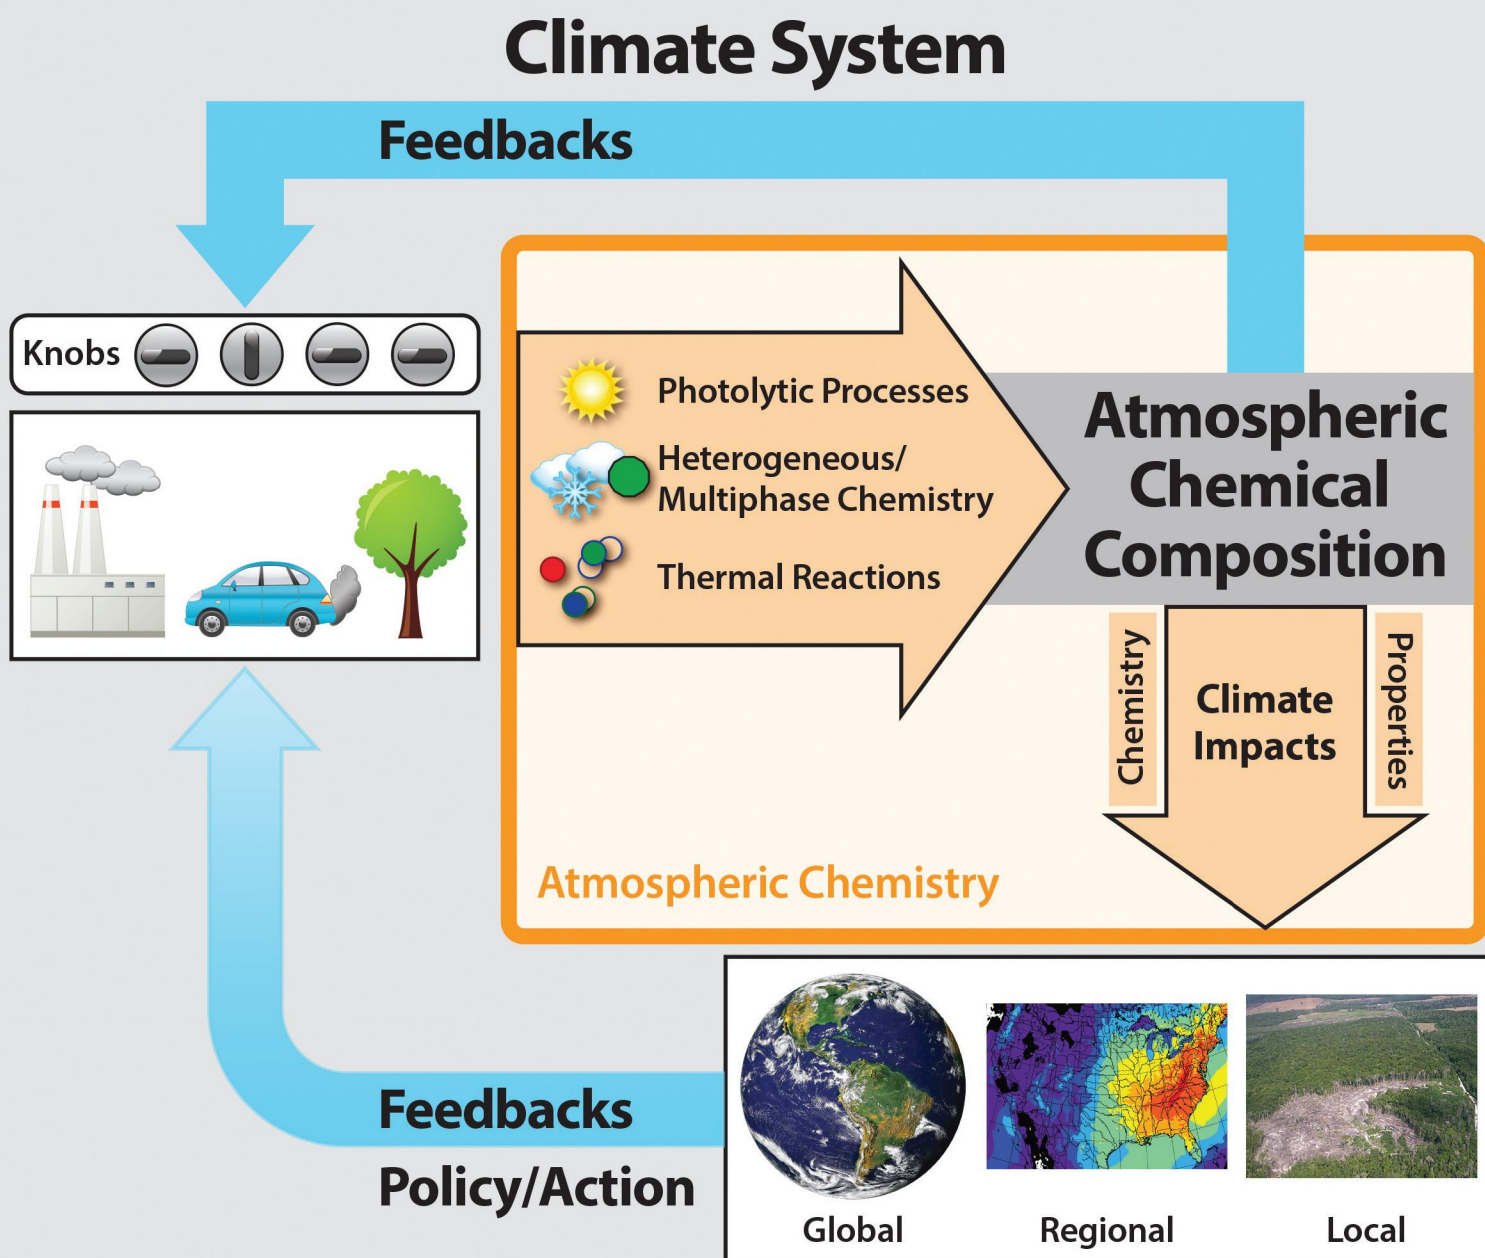 Climate System
Feedbacks
Knobs
Photolytic Processes
Heterogeneous/
Multiphase Chemistry
Thermal Reactions
Atmospheric
Chemical
Composition
Chemistry
Climate
Impacts
Properties
Atmospheric Chemistry
Feedbacks
Policy/Action
Global
Regional
Local